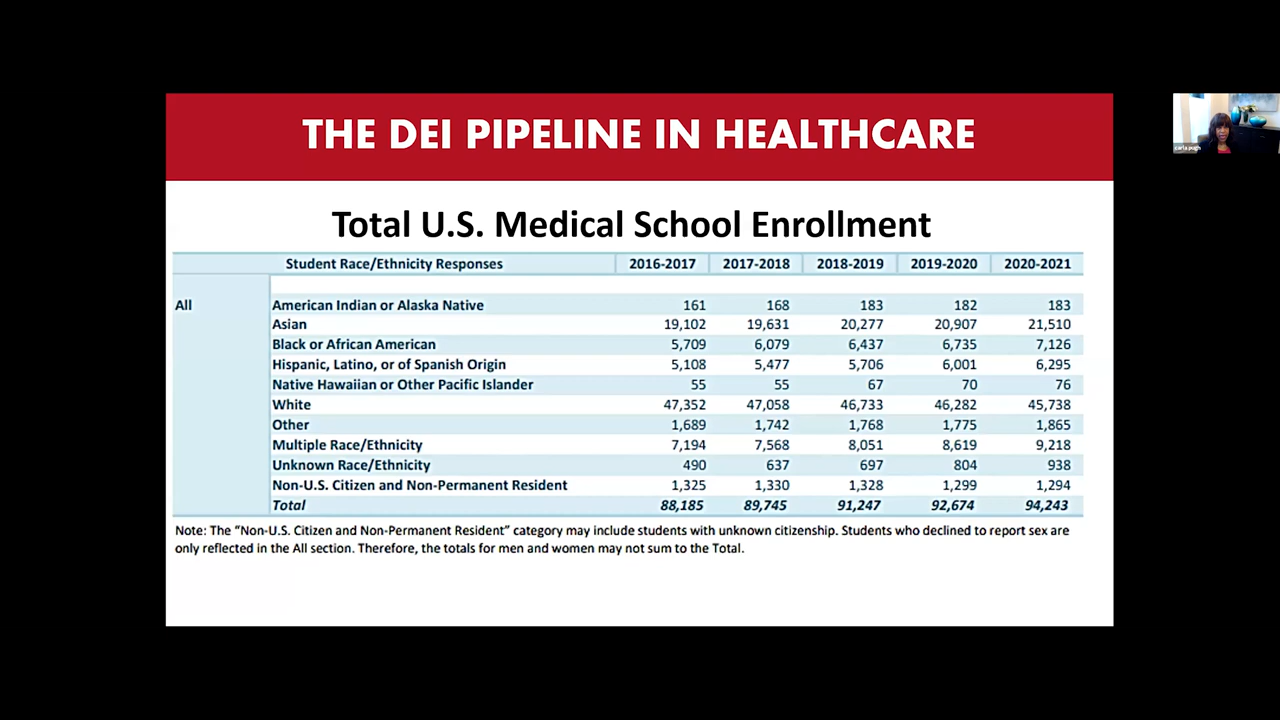 THE DEI PIPELINE IN HEALTHCARE
carla pugh
Total U.S. Medical School Enrollment
Student Race/Ethnicity Responses 2016-2017 2017-2018 2018-2019 2019-2020 2020-2021
All American Indian or Alaska Native 161 168 183 182 183
Asian 19,102 19,631 20,277 20,907 21,510
Black or African American 5,709 6,079 6,437 6,735 7,126
Hispanic, Latino, or of Spanish Origin 5,108 5,477 5,706 6,001 6,295
Native Hawaiian or Other Pacific Islander 55 55 67 70 76
White 47,352 47,058 46,733 46,282 45,738
Other 1,689 1,742 1,768 1,775 1,865
Multiple Race/Ethnicity 7,194 7,568 8,051 8,619 9,218
Unknown Race/Ethnicity 490 637 697 804 938
Non-U.S. Citizen and Non-Permanent Resident 1,325 1,330 1,328 1,299 1,294
Total 88,185 89,745 91,247 92,674 94,243
Note: The "Non-U.S. Citizen and Non-Permanent Resident" category may include students with unknown citizenship. Students who declined to report sex are
only reflected in the All section. Therefore, the totals for men and women may not sum to the Total.